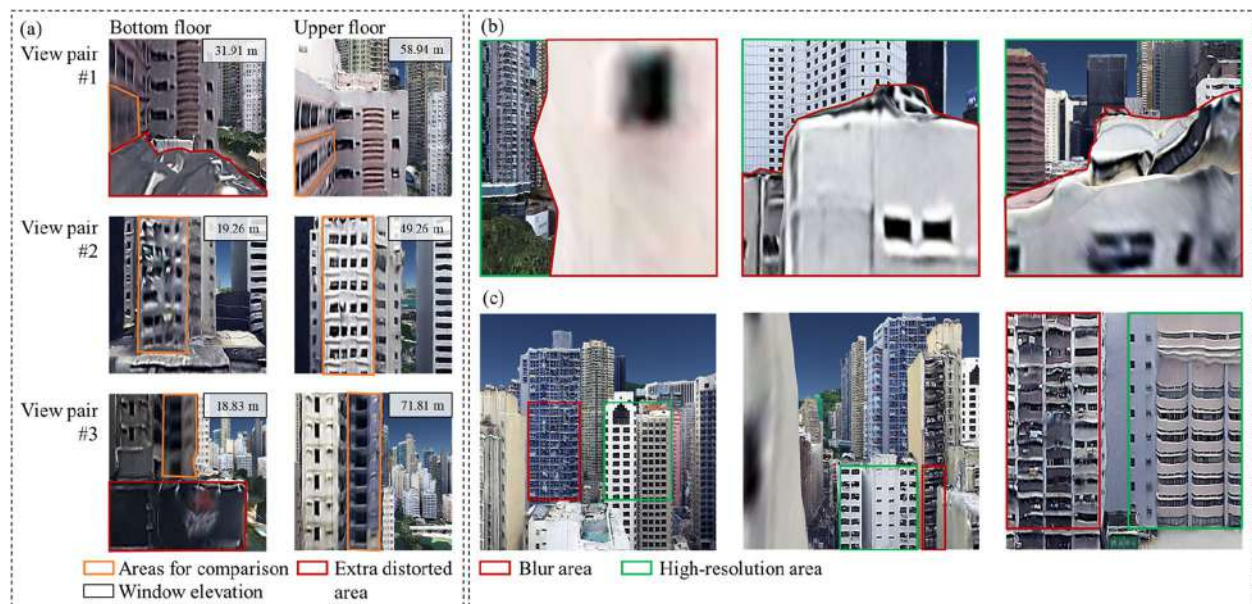 (a)
Bottom floor
Upper floor
View pair
#1
31.91 m
58.94 m
View pair
#2
19.26 m
49.26 m
View pair
#3
18.83 m
71.81 m
Areas for comparison
Extra distorted
area
Window elevation
(b)
(c)
Blur area
High-resolution area